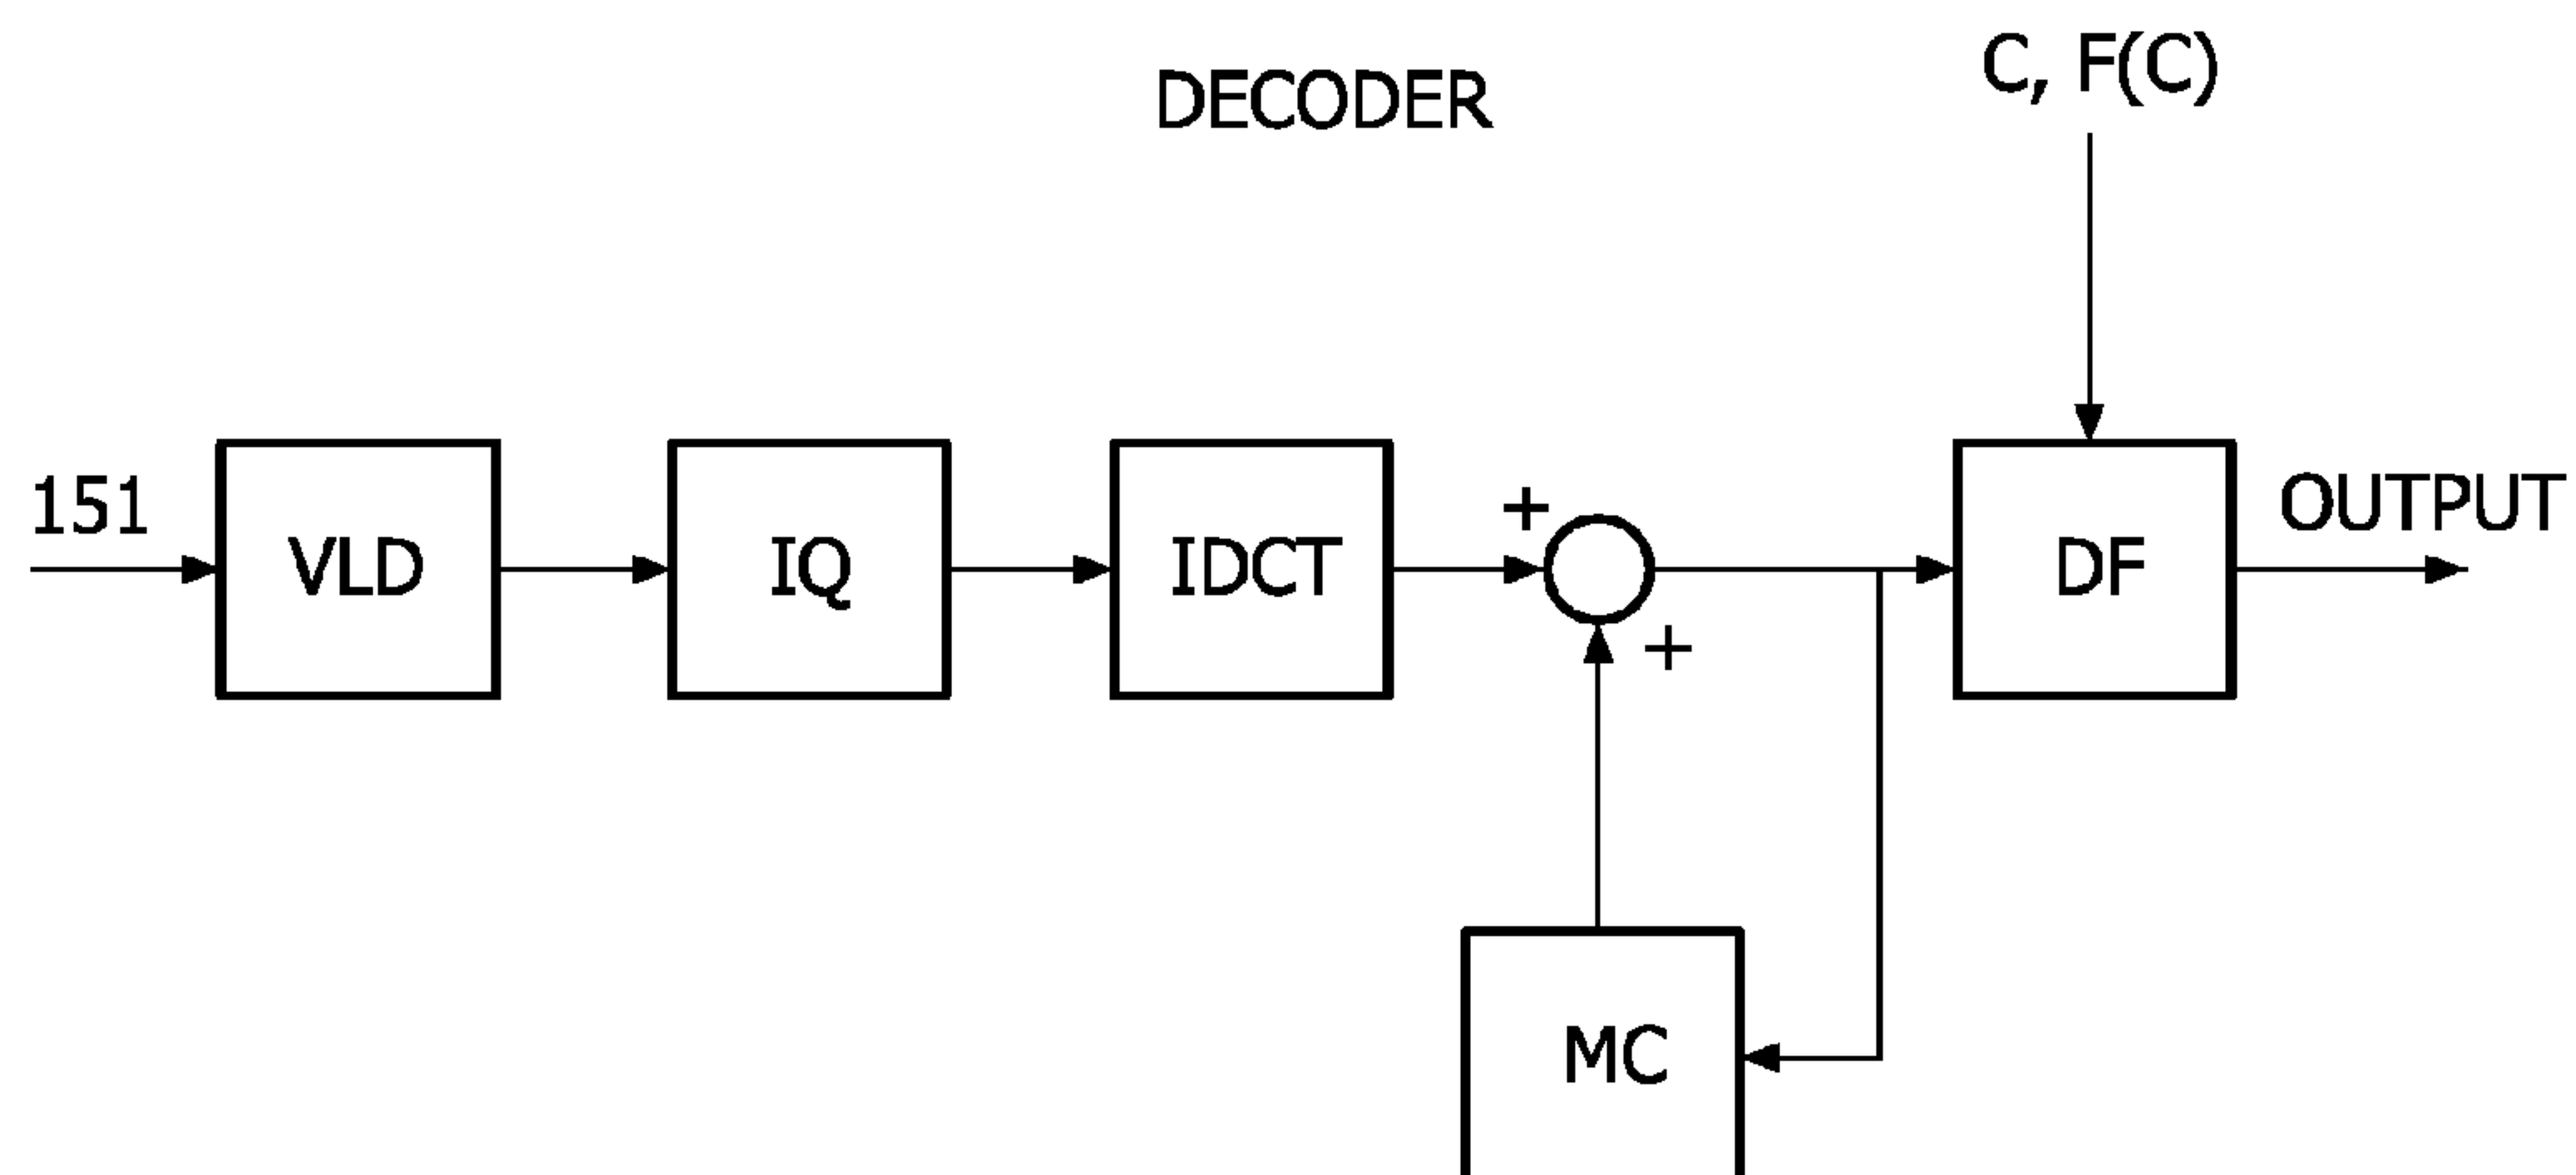 DECODER
C, F(C)
151
VLD
IQ
IDCT
+
+
DF
OUTPUT
MC